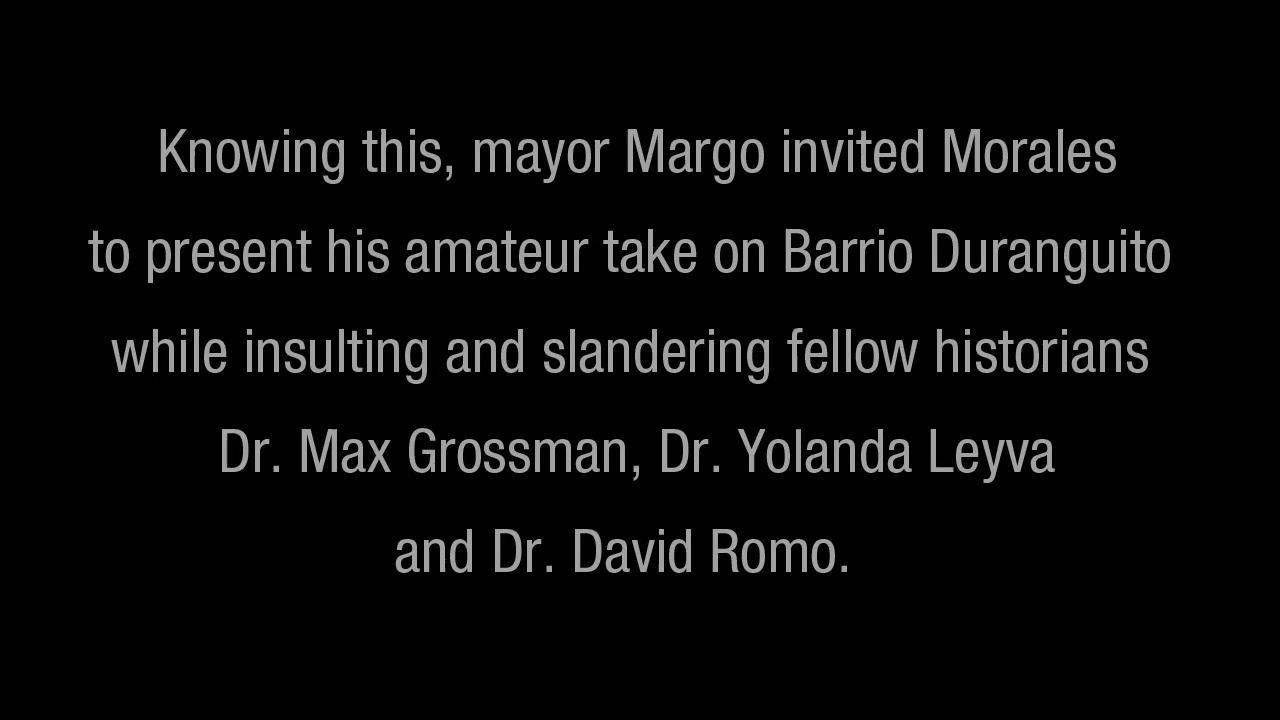 Knowing this, mayor Margo invited Morales
to present his amateur take on Barrio Duranguito
while insulting and slandering fellow historians
Dr. Max Grossman, Dr. Yolanda Leyva
and Dr. David Romo.